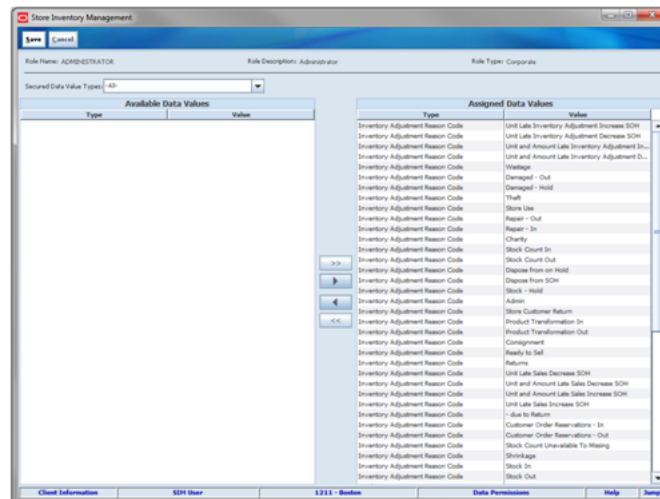 Store Inventory Management
Save Cancel
Role Name: ADMINISTRATOR Role Description: Administrator Role Type: Corporate
Secured Data Value Types: -All-
Available Data Values Assigned Data Values
Type Value Type Value
Inventory Adjustment Reason Code Unit Late Inventory Adjustment Increase SOH
Inventory Adjustment Reason Code Unit Late Inventory Adjustment Decrease SOH
Inventory Adjustment Reason Code Unit and Amount Late Inventory Adjustment In...
Inventory Adjustment Reason Code Unit and Amount Late Inventory Adjustment D...
Inventory Adjustment Reason Code Wastage
Inventory Adjustment Reason Code Damaged - Out
Inventory Adjustment Reason Code Damaged - Hold
Inventory Adjustment Reason Code Theft
Inventory Adjustment Reason Code Store Use
Inventory Adjustment Reason Code Repair - Out
Inventory Adjustment Reason Code Repair - In
Inventory Adjustment Reason Code Charity
Inventory Adjustment Reason Code Stock Count In
>> Inventory Adjustment Reason Code Stock Count Out
Inventory Adjustment Reason Code Dispose from on Hold
Inventory Adjustment Reason Code Dispose from SOH
Inventory Adjustment Reason Code Stock - Hold
Inventory Adjustment Reason Code Admin
Inventory Adjustment Reason Code Store Customer Return
<< Inventory Adjustment Reason Code Product Transformation In
Inventory Adjustment Reason Code Product Transformation Out
Inventory Adjustment Reason Code Consignment
Inventory Adjustment Reason Code Ready to Sell
Inventory Adjustment Reason Code Returns
Inventory Adjustment Reason Code Unit Late Sales Decrease SOH
Inventory Adjustment Reason Code Unit and Amount Late Sales Decrease SOH
Inventory Adjustment Reason Code Unit and Amount Late Sales Increase SOH
Inventory Adjustment Reason Code Unit Late Sales Increase SOH
Inventory Adjustment Reason Code - due to Return
Inventory Adjustment Reason Code Customer Order Reservations - In
Inventory Adjustment Reason Code Customer Order Reservations - Out
Inventory Adjustment Reason Code Stock Count Unavailable To Missing
Inventory Adjustment Reason Code Shrinkage
Inventory Adjustment Reason Code Stock In
Inventory Adjustment Reason Code Stock Out
Client Information SIM User 1211 - Boston Data Permissions Help Jump